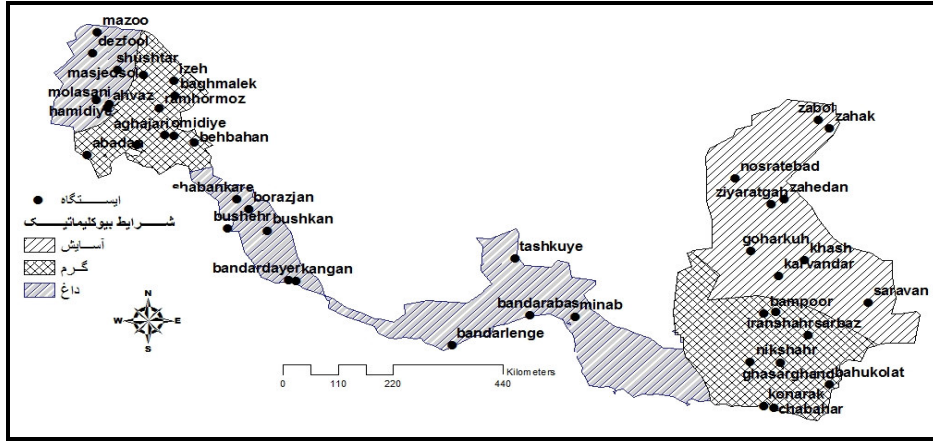 mazoo
dezfool
shushtar
masjedsol
izeh
baghmalek
molasani
ahvaz
ramhormoz
hamidiye
aghajari
omidiye
behbahan
abadan
shabankare
borazjan
bushehr
bushkan
bandardayer
kangan
tashkuye
bandarabas
minab
bandarlenge
zabol
zahak
nosratebad
ziyaratgah
zahedan
goharkuh
khash
karvandar
saravan
bampoor
iranshahr
sarbaz
nikshahr
ghasarghand
bahukolat
konarak
chabahar
ایستگاه
شرایط بیوکلیماتیک
آسایش
گرم
داغ
N
W E
S
Kilometers
0 110 220 440